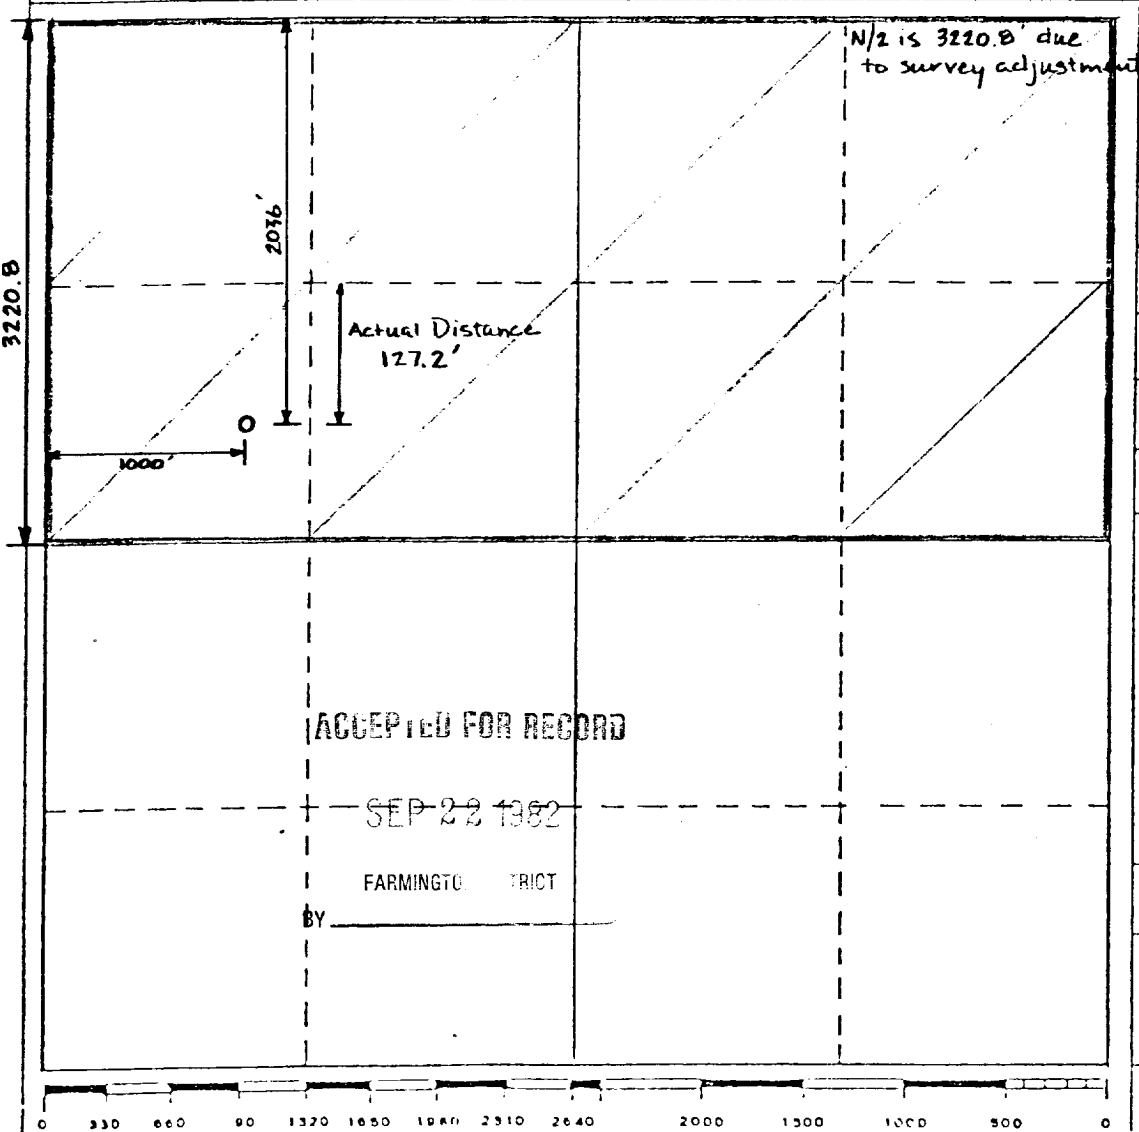 N/2 is 3220.8' due
to survey adjustment
2036'
3220.8
Actual Distance
127.2'
O
1000'
ACCEPTED FOR RECORD
SEP 22 1982
FARMINGTO TRICT
BY
0 330 660 90 1320 1650 1980 2310 2640 2000 1500 1000 500 0